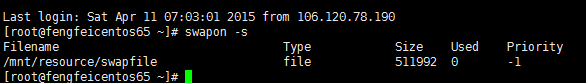 Last login: Sat Apr 11 07:03:01 2015 from 106.120.78.190
[root@fengfeicentos65 ~]# swapon -s
Filename Type Size Used Priority
/mnt/resource/swapfile file 511992 0 -1
[root@fengfeicentos65 ~]#